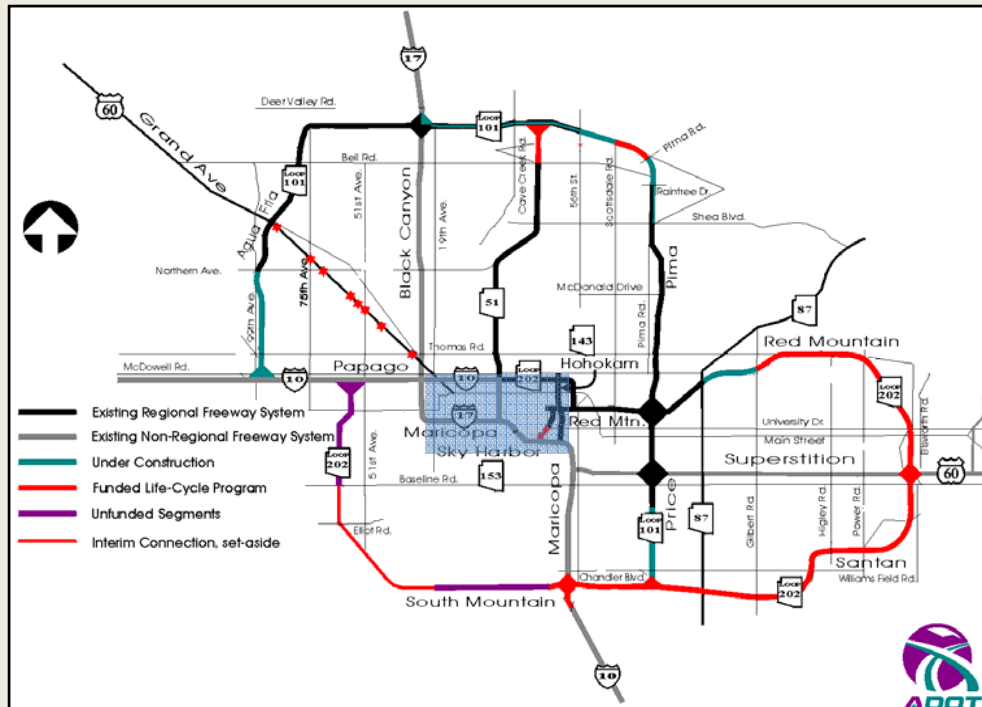 17
Deer Valley Rd.
LOOP 101
60
Grand Ave
Pima Rd.
Bell Rd.
LOOP 101
51st Ave.
Black Canyon
19th Ave.
Cave Creek Rd.
56th St.
Scottsdale Rd.
Raintree Dr.
Shea Blvd.
Agua Fria
Northern Ave.
75th Ave
99th Ave.
51
McDonald Drive
Pima
Pima Rd.
87
143
Hohokam
Red Mountain
Thomas Rd.
McDowell Rd.
Papago
10
10
LOOP 202
LOOP 202
17
Red Mtn.
University Dr.
Main Street
Maricopa
Sky Harbor
Superstition
60
LOOP 202
51st Ave.
Baseline Rd.
153
Existing Regional Freeway System
Existing Non-Regional Freeway System
Under Construction
Funded Life-Cycle Program
Unfunded Segments
Interim Connection, set-aside
Elliot Rd.
Maricopa
LOOP 101
Price
87
Gilbert Rd.
Higley Rd.
Power Rd.
Santan
Williams Field Rd.
Chandler Blvd.
LOOP 202
South Mountain
10
ADOT